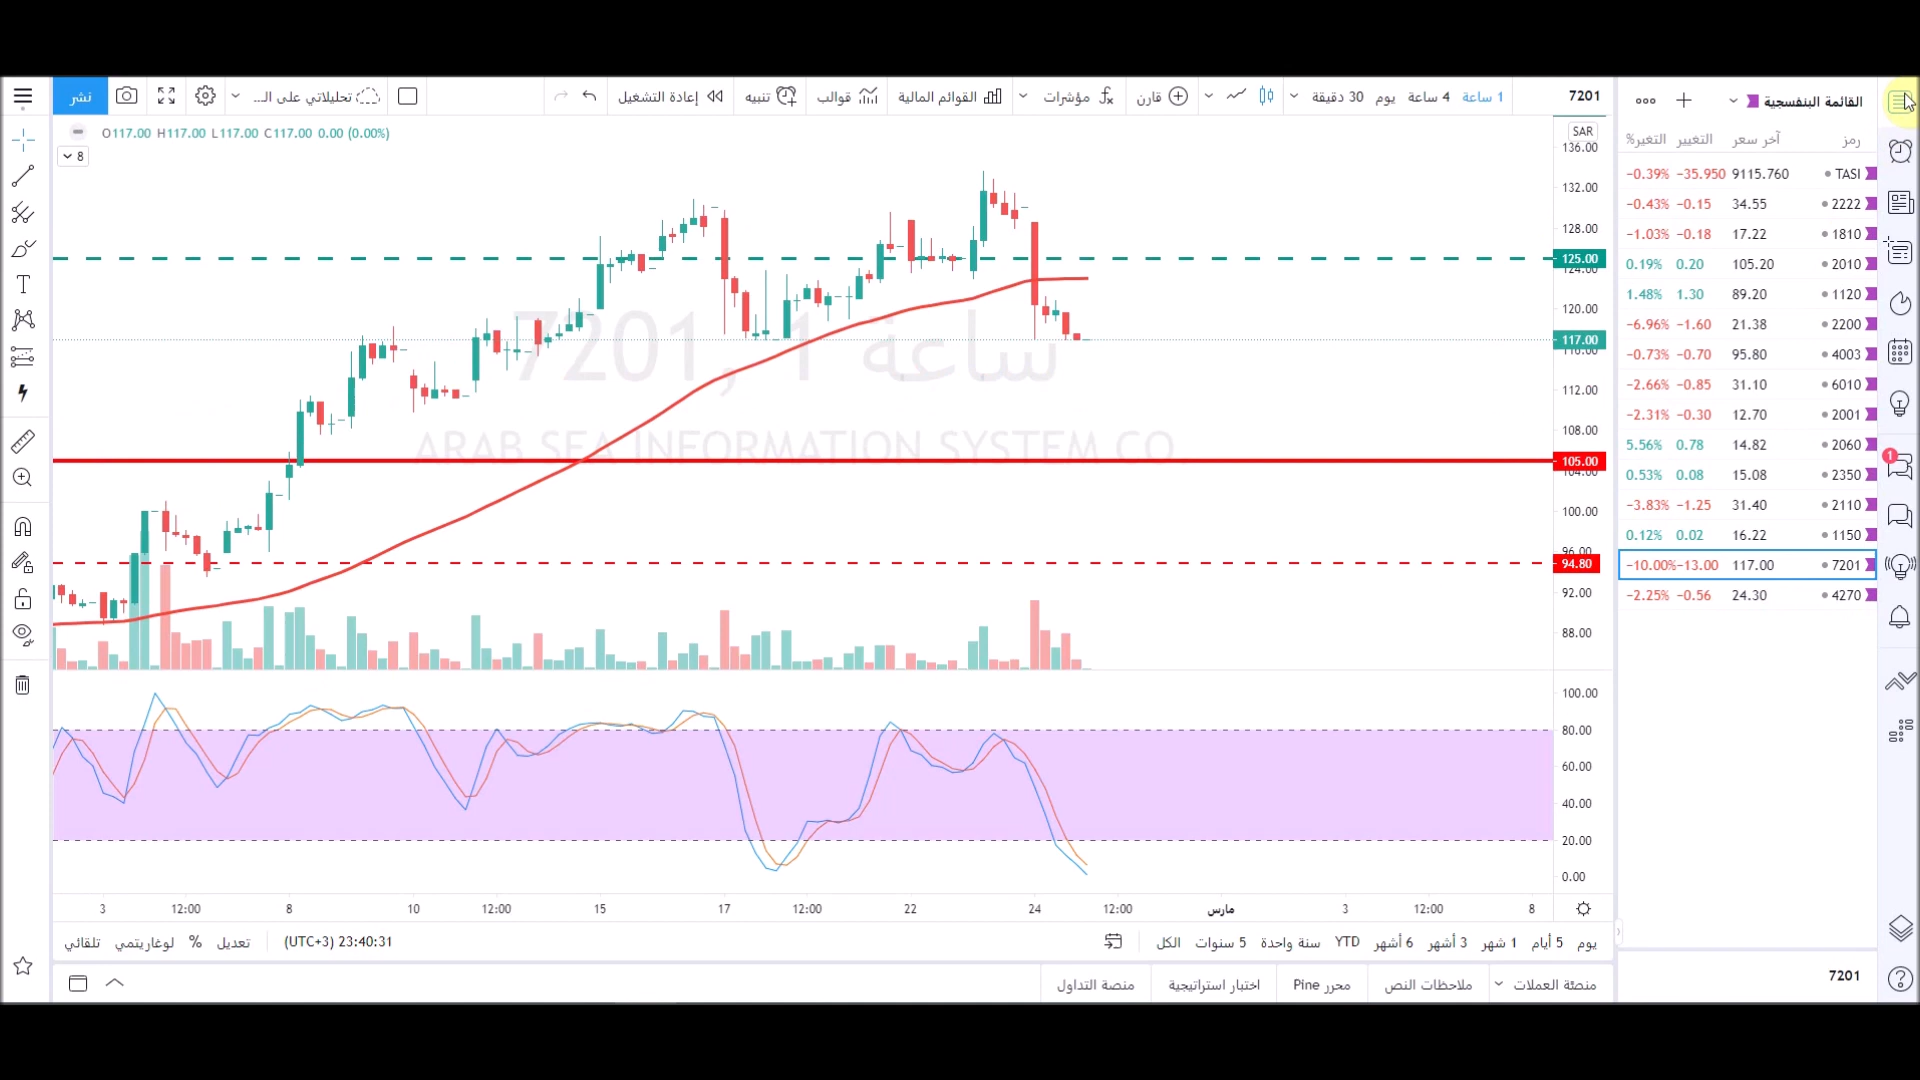 نشر
تحليلاتي على الـ...
إعادة التشغيل
تنبيه
قوالب
القوائم المالية
مؤشرات
قارن
30 دقيقة
يوم
4 ساعة
1 ساعة
7201
القائمة البنفسجية
O117.00 H117.00 L117.00 C117.00 0.00 (0.00%)
8
7201, 1 ساعة
ARAB SEA INFORMATION SYSTEM CO
SAR
136.00
132.00
128.00
125.00
124.00
120.00
117.00
116.00
112.00
108.00
105.00
104.00
100.00
96.00
94.80
92.00
88.00
100.00
80.00
60.00
40.00
20.00
0.00
رمز آخر سعر التغيير التغير%
TASI 9115.760 −35.950 −0.39%
2222 34.55 −0.15 −0.43%
1810 17.22 −0.18 −1.03%
2010 105.20 0.20 0.19%
1120 89.20 1.30 1.48%
2200 21.38 −1.60 −6.96%
4003 95.80 −0.70 −0.73%
6010 31.10 −0.85 −2.66%
2001 12.70 −0.30 −2.31%
2060 14.82 0.78 5.56%
2350 15.08 0.08 0.53%
2110 31.40 −1.25 −3.83%
1150 16.22 0.02 0.12%
7201 117.00 −13.00 −10.00%
4270 24.30 −0.56 −2.25%
1
3 12:00 8 10 12:00 15 17 12:00 22 24 12:00 مارس 3 12:00 8
تلقائي لوغاريتمي % تعديل 23:40:31 (UTC+3)
يوم 5 أيام 1 شهر 3 أشهر 6 أشهر YTD سنة واحدة 5 سنوات الكل
منصئة العملات ملاحظات النص محرر Pine اختبار استراتيجية منصة التداول
7201